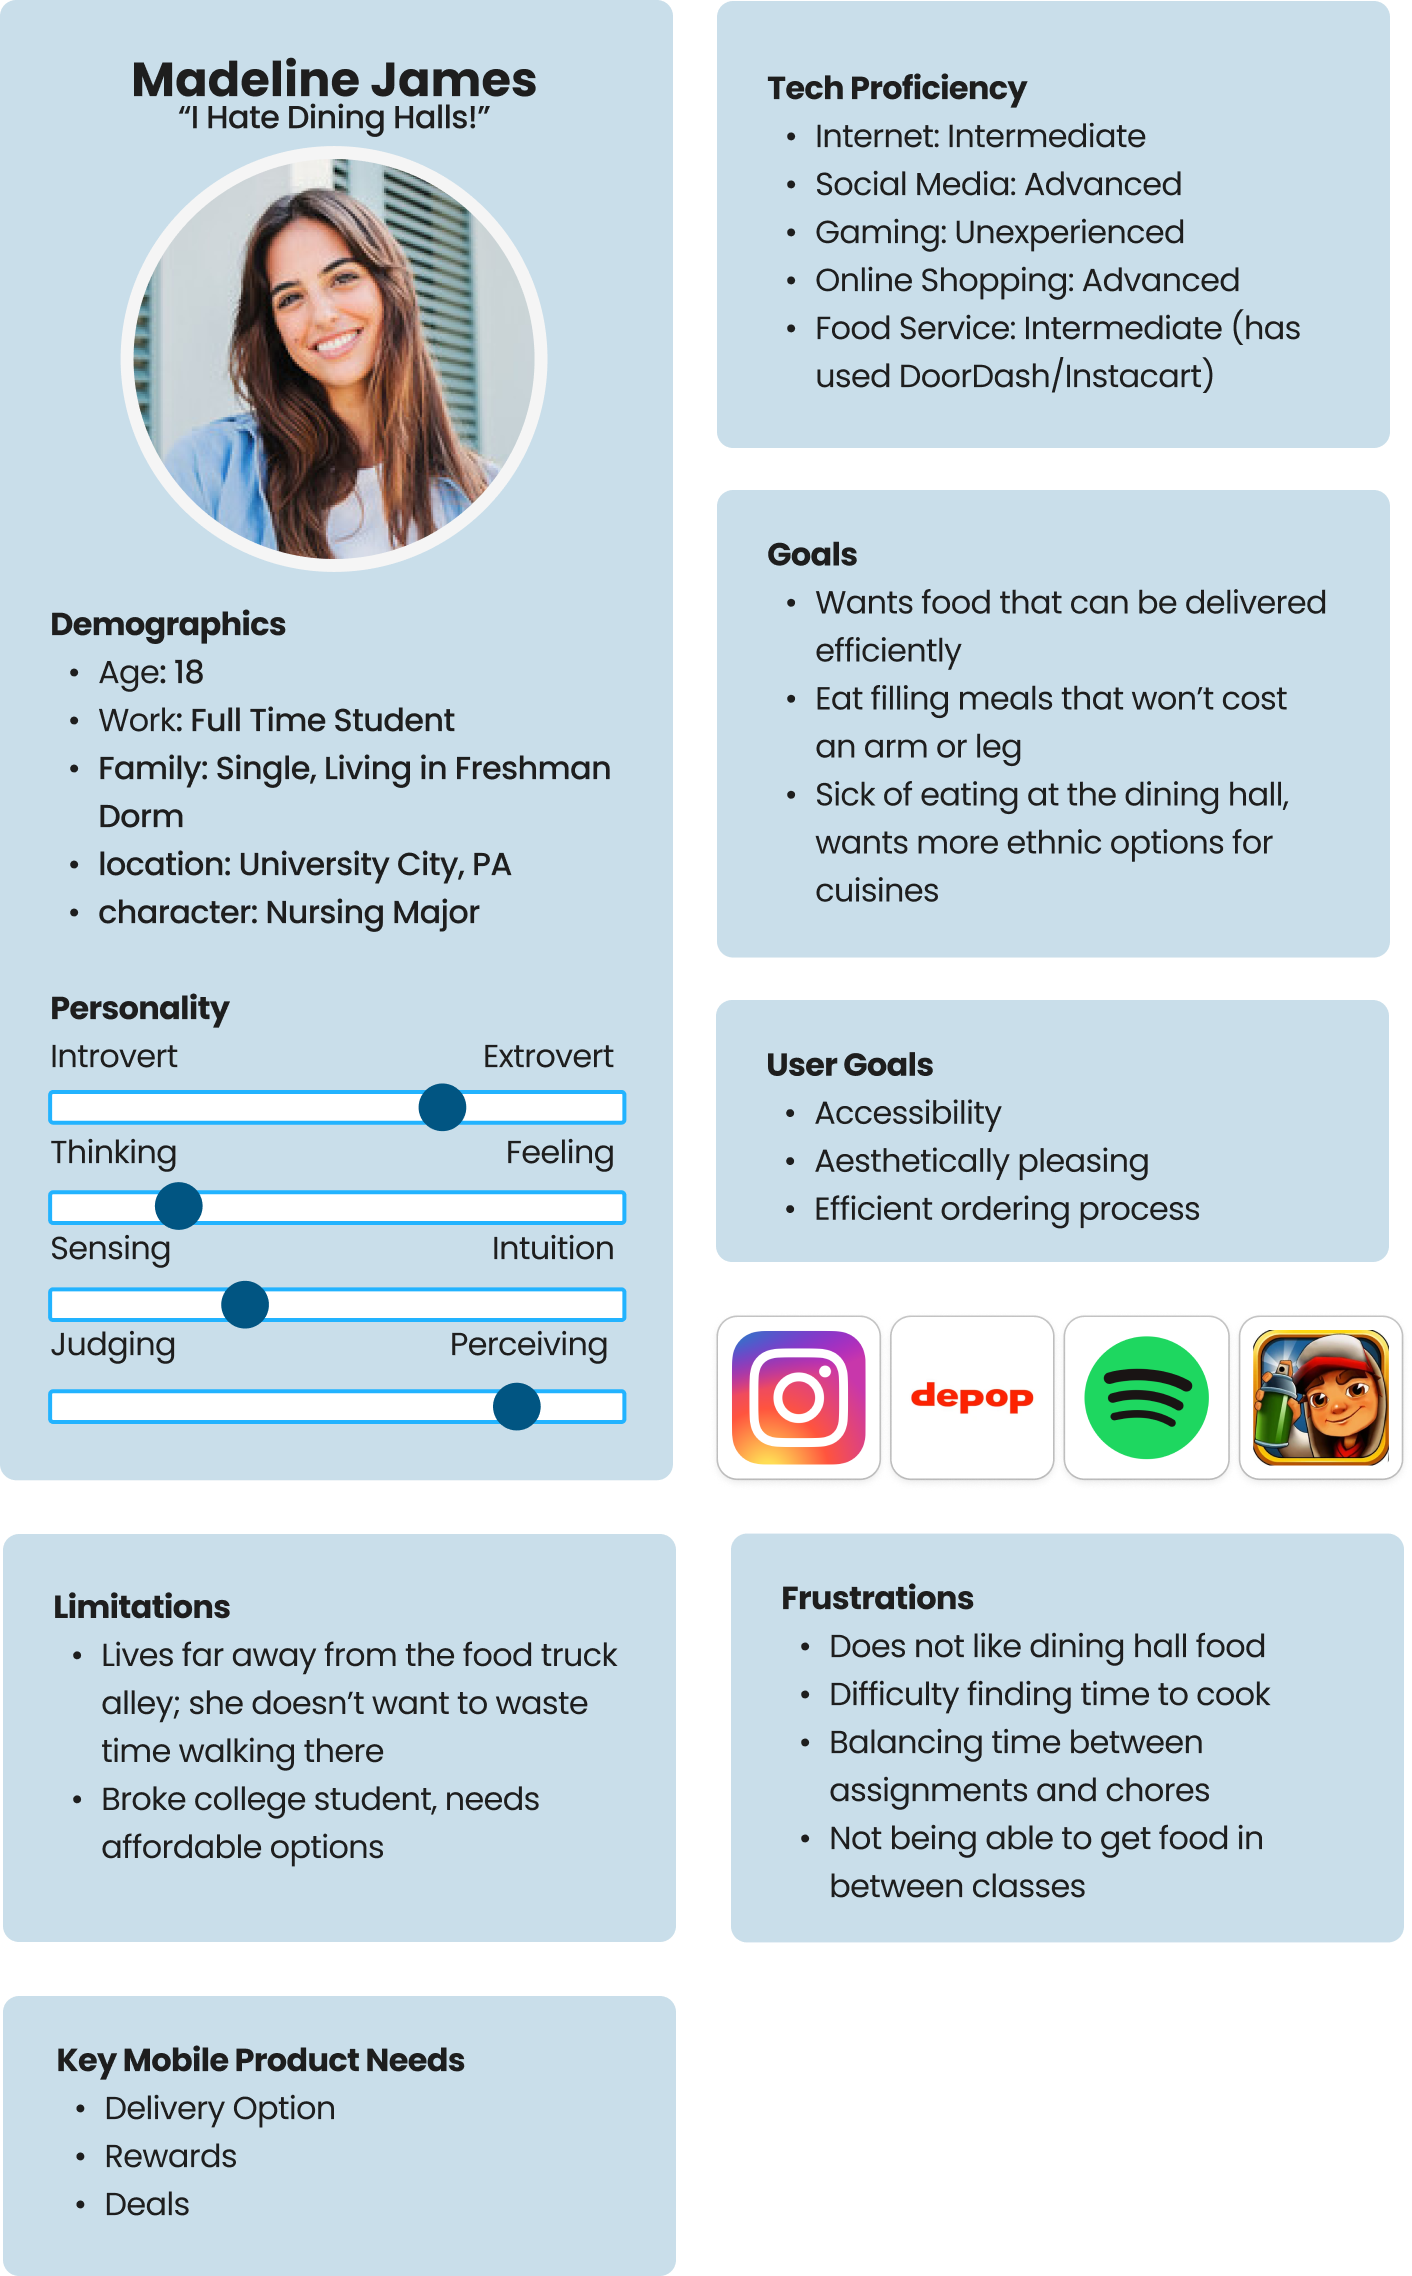 Madeline James
“I Hate Dining Halls!”
Demographics
• Age: 18
• Work: Full Time Student
• Family: Single, Living in Freshman
Dorm
• location: University City, PA
• character: Nursing Major
Personality
Introvert Extrovert
Thinking Feeling
Sensing Intuition
Judging Perceiving
Tech Proficiency
• Internet: Intermediate
• Social Media: Advanced
• Gaming: Unexperienced
• Online Shopping: Advanced
• Food Service: Intermediate (has
used DoorDash/Instacart)
Goals
• Wants food that can be delivered
efficiently
• Eat filling meals that won’t cost
an arm or leg
• Sick of eating at the dining hall,
wants more ethnic options for
cuisines
User Goals
• Accessibility
• Aesthetically pleasing
• Efficient ordering process
depop
Limitations
• Lives far away from the food truck
alley; she doesn’t want to waste
time walking there
• Broke college student, needs
affordable options
Frustrations
• Does not like dining hall food
• Difficulty finding time to cook
• Balancing time between
assignments and chores
• Not being able to get food in
between classes
Key Mobile Product Needs
• Delivery Option
• Rewards
• Deals